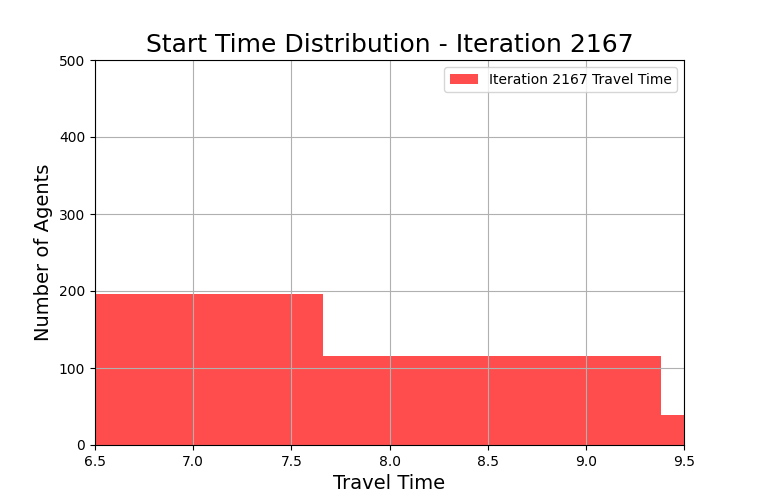 Start Time Distribution - Iteration 2167
500
Iteration 2167 Travel Time
400
300
200
100
0
Number of Agents
6.5 7.0 7.5 8.0 8.5 9.0 9.5
Travel Time